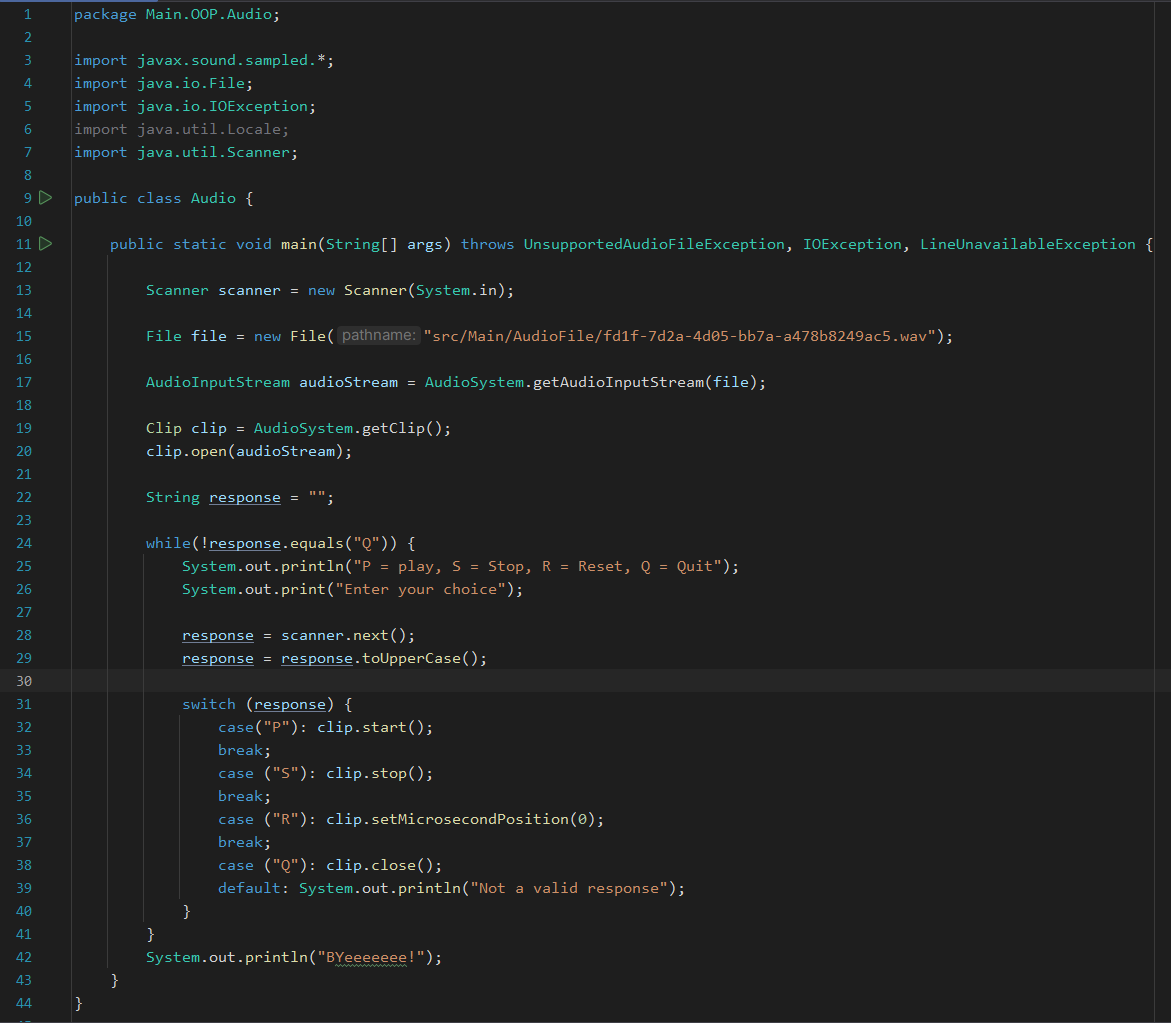 1 package Main.OOP.Audio;
2
3 import javax.sound.sampled.*;
4 import java.io.File;
5 import java.io.IOException;
6 import java.util.Locale;
7 import java.util.Scanner;
8
9 public class Audio {
10
11 public static void main(String[] args) throws UnsupportedAudioFileException, IOException, LineUnavailableException {
12
13 Scanner scanner = new Scanner(System.in);
14
15 File file = new File( pathname: "src/Main/AudioFile/fd1f-7d2a-4d05-bb7a-a478b8249ac5.wav");
16
17 AudioInputStream audioStream = AudioSystem.getAudioInputStream(file);
18
19 Clip clip = AudioSystem.getClip();
20 clip.open(audioStream);
21
22 String response = "";
23
24 while(!response.equals("Q")) {
25 System.out.println("P = play, S = Stop, R = Reset, Q = Quit");
26 System.out.print("Enter your choice");
27
28 response = scanner.next();
29 response = response.toUpperCase();
30
31 switch (response) {
32 case("P"): clip.start();
33 break;
34 case ("S"): clip.stop();
35 break;
36 case ("R"): clip.setMicrosecondPosition(0);
37 break;
38 case ("Q"): clip.close();
39 default: System.out.println("Not a valid response");
40 }
41 }
42 System.out.println("BYeeeeeee!");
43 }
44 }